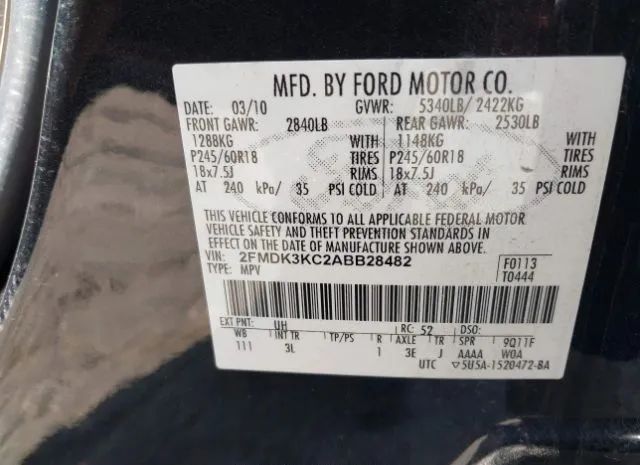 MFD. BY FORD MOTOR CO.
DATE: 03/10 GVWR: 5340LB/ 2422KG
FRONT GAWR: 2840LB REAR GAWR: 2530LB
1288KG WITH 1148KG WITH
P245/60R18 TIRES P245/60R18 TIRES
18x7.5J RIMS 18x7.5J RIMS
AT 240 kPa/ 35 PSI COLD AT 240 kPa/ 35 PSI COLD
THIS VEHICLE CONFORMS TO ALL APPLICABLE FEDERAL MOTOR
VEHICLE SAFETY AND THEFT PREVENTION STANDARDS IN
EFFECT ON THE DATE OF MANUFACTURE SHOWN ABOVE.
VIN: 2FMDK3KC2ABB28482 F0113
TYPE: MPV T0444
EXT PNT: UH RC: 52 DSO:
WB INT TR TP/PS R AXLE TR SPR 9Q11F
111 3L 1 3E J AAAA W0A
UTC ▽5U5A-1520472-BA